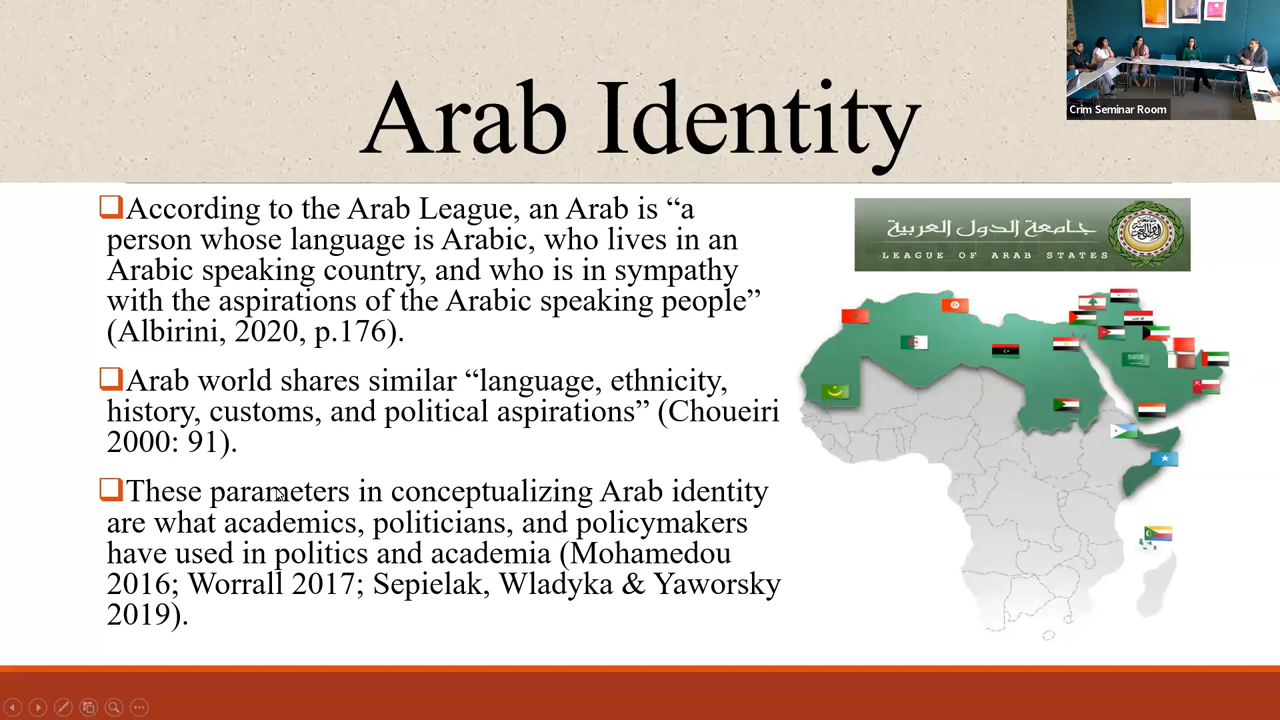 Arab Identity
Crim Seminar Room
According to the Arab League, an Arab is “a
person whose language is Arabic, who lives in an
Arabic speaking country, and who is in sympathy
with the aspirations of the Arabic speaking people”
(Albirini, 2020, p.176).
Arab world shares similar “language, ethnicity,
history, customs, and political aspirations” (Choueiri
2000: 91).
These parameters in conceptualizing Arab identity
are what academics, politicians, and policymakers
have used in politics and academia (Mohamedou
2016; Worrall 2017; Sepielak, Wladyka & Yaworsky
2019).
جامعة الدول العربية
LEAGUE OF ARAB STATES